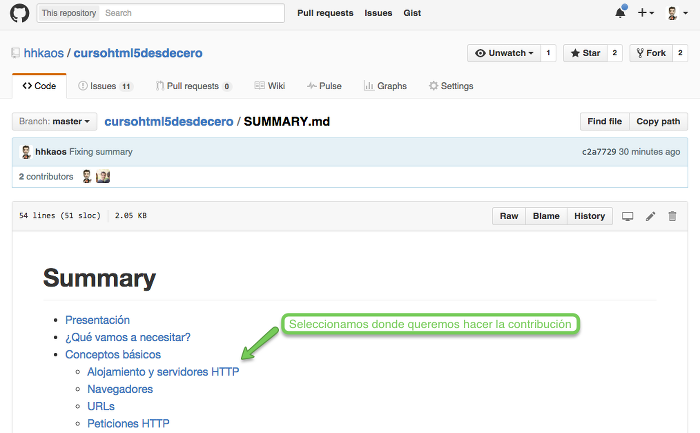 This repository Search Pull requests Issues Gist
hhkaos / cursohtml5desdecero Unwatch 1 Star 2 Fork 2
Code Issues 11 Pull requests 0 Wiki Pulse Graphs Settings
Branch: master cursohtml5desdecero / SUMMARY.md Find file Copy path
hhkaos Fixing summary c2a7729 30 minutes ago
2 contributors
54 lines (51 sloc) 2.05 KB Raw Blame History
Summary
Presentación
Seleccionamos donde queremos hacer la contribución
¿Qué vamos a necesitar?
Conceptos básicos
Alojamiento y servidores HTTP
Navegadores
URLs
Peticiones HTTP